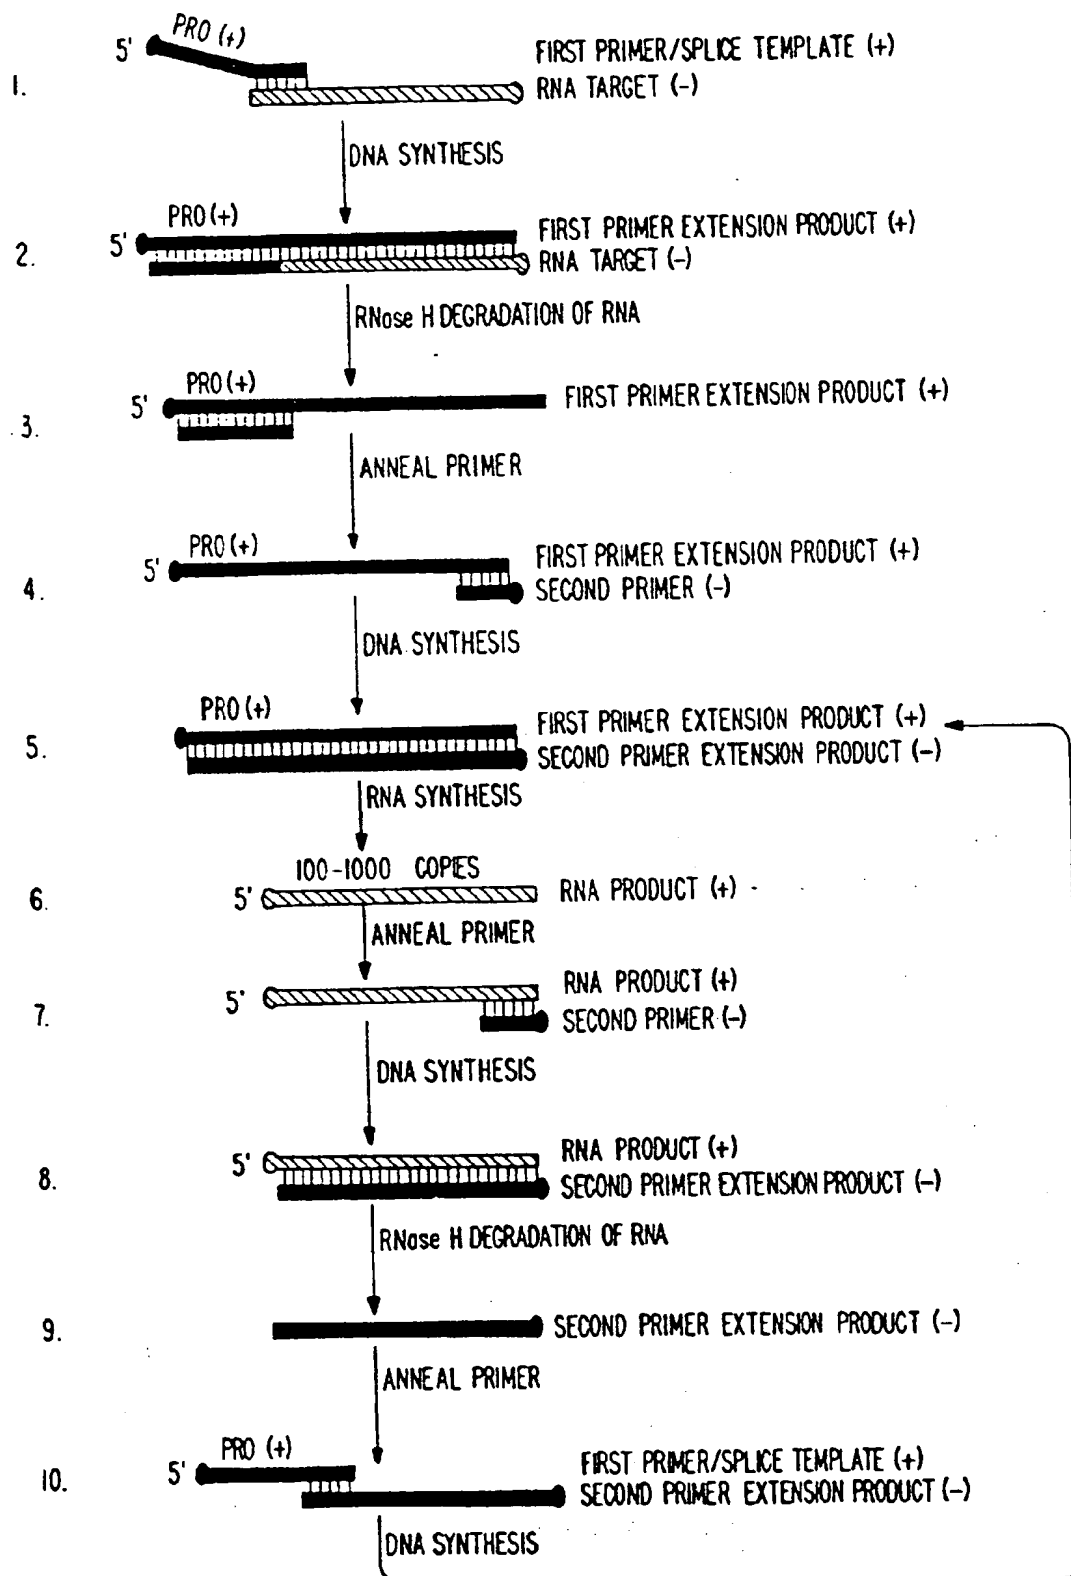 PRO (+)
5'
FIRST PRIMER/SPLICE TEMPLATE (+)
1.
RNA TARGET (-)
DNA SYNTHESIS
PRO (+)
5'
FIRST PRIMER EXTENSION PRODUCT (+)
2.
RNA TARGET (-)
RNase H DEGRADATION OF RNA
PRO (+)
5'
FIRST PRIMER EXTENSION PRODUCT (+)
3.
ANNEAL PRIMER
PRO (+)
5'
FIRST PRIMER EXTENSION PRODUCT (+)
4.
SECOND PRIMER (-)
DNA SYNTHESIS
PRO (+)
FIRST PRIMER EXTENSION PRODUCT (+)
5.
SECOND PRIMER EXTENSION PRODUCT (-)
RNA SYNTHESIS
100-1000 COPIES
6.
5'
RNA PRODUCT (+)
ANNEAL PRIMER
5'
RNA PRODUCT (+)
7.
SECOND PRIMER (-)
DNA SYNTHESIS
5'
RNA PRODUCT (+)
8.
SECOND PRIMER EXTENSION PRODUCT (-)
RNase H DEGRADATION OF RNA
9.
SECOND PRIMER EXTENSION PRODUCT (-)
ANNEAL PRIMER
PRO (+)
5'
FIRST PRIMER/SPLICE TEMPLATE (+)
10.
SECOND PRIMER EXTENSION PRODUCT (-)
DNA SYNTHESIS